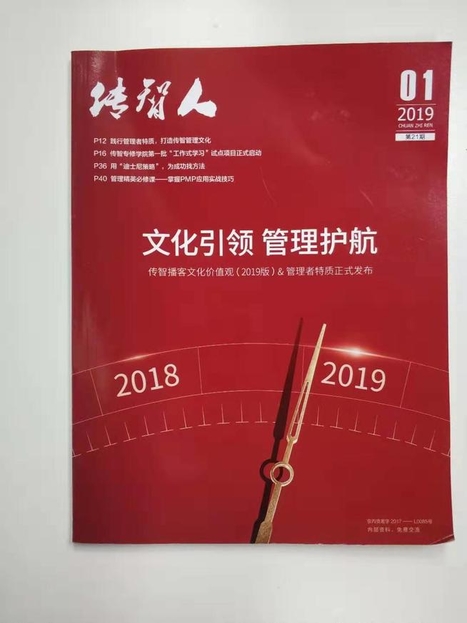 传智人
01
2019
CHUAN ZHI REN
第21期
P12 践行管理者特质，打造传智管理文化
P16 传智专修学院第一批“工作式学习”试点项目正式启动
P36 用“迪士尼策略”，为成功找方法
P40 管理精英必修课——掌握PMP应用实战技巧
文化引领 管理护航
传智播客文化价值观（2019版）& 管理者特质正式发布
2018
2019
内部资料，免费交流